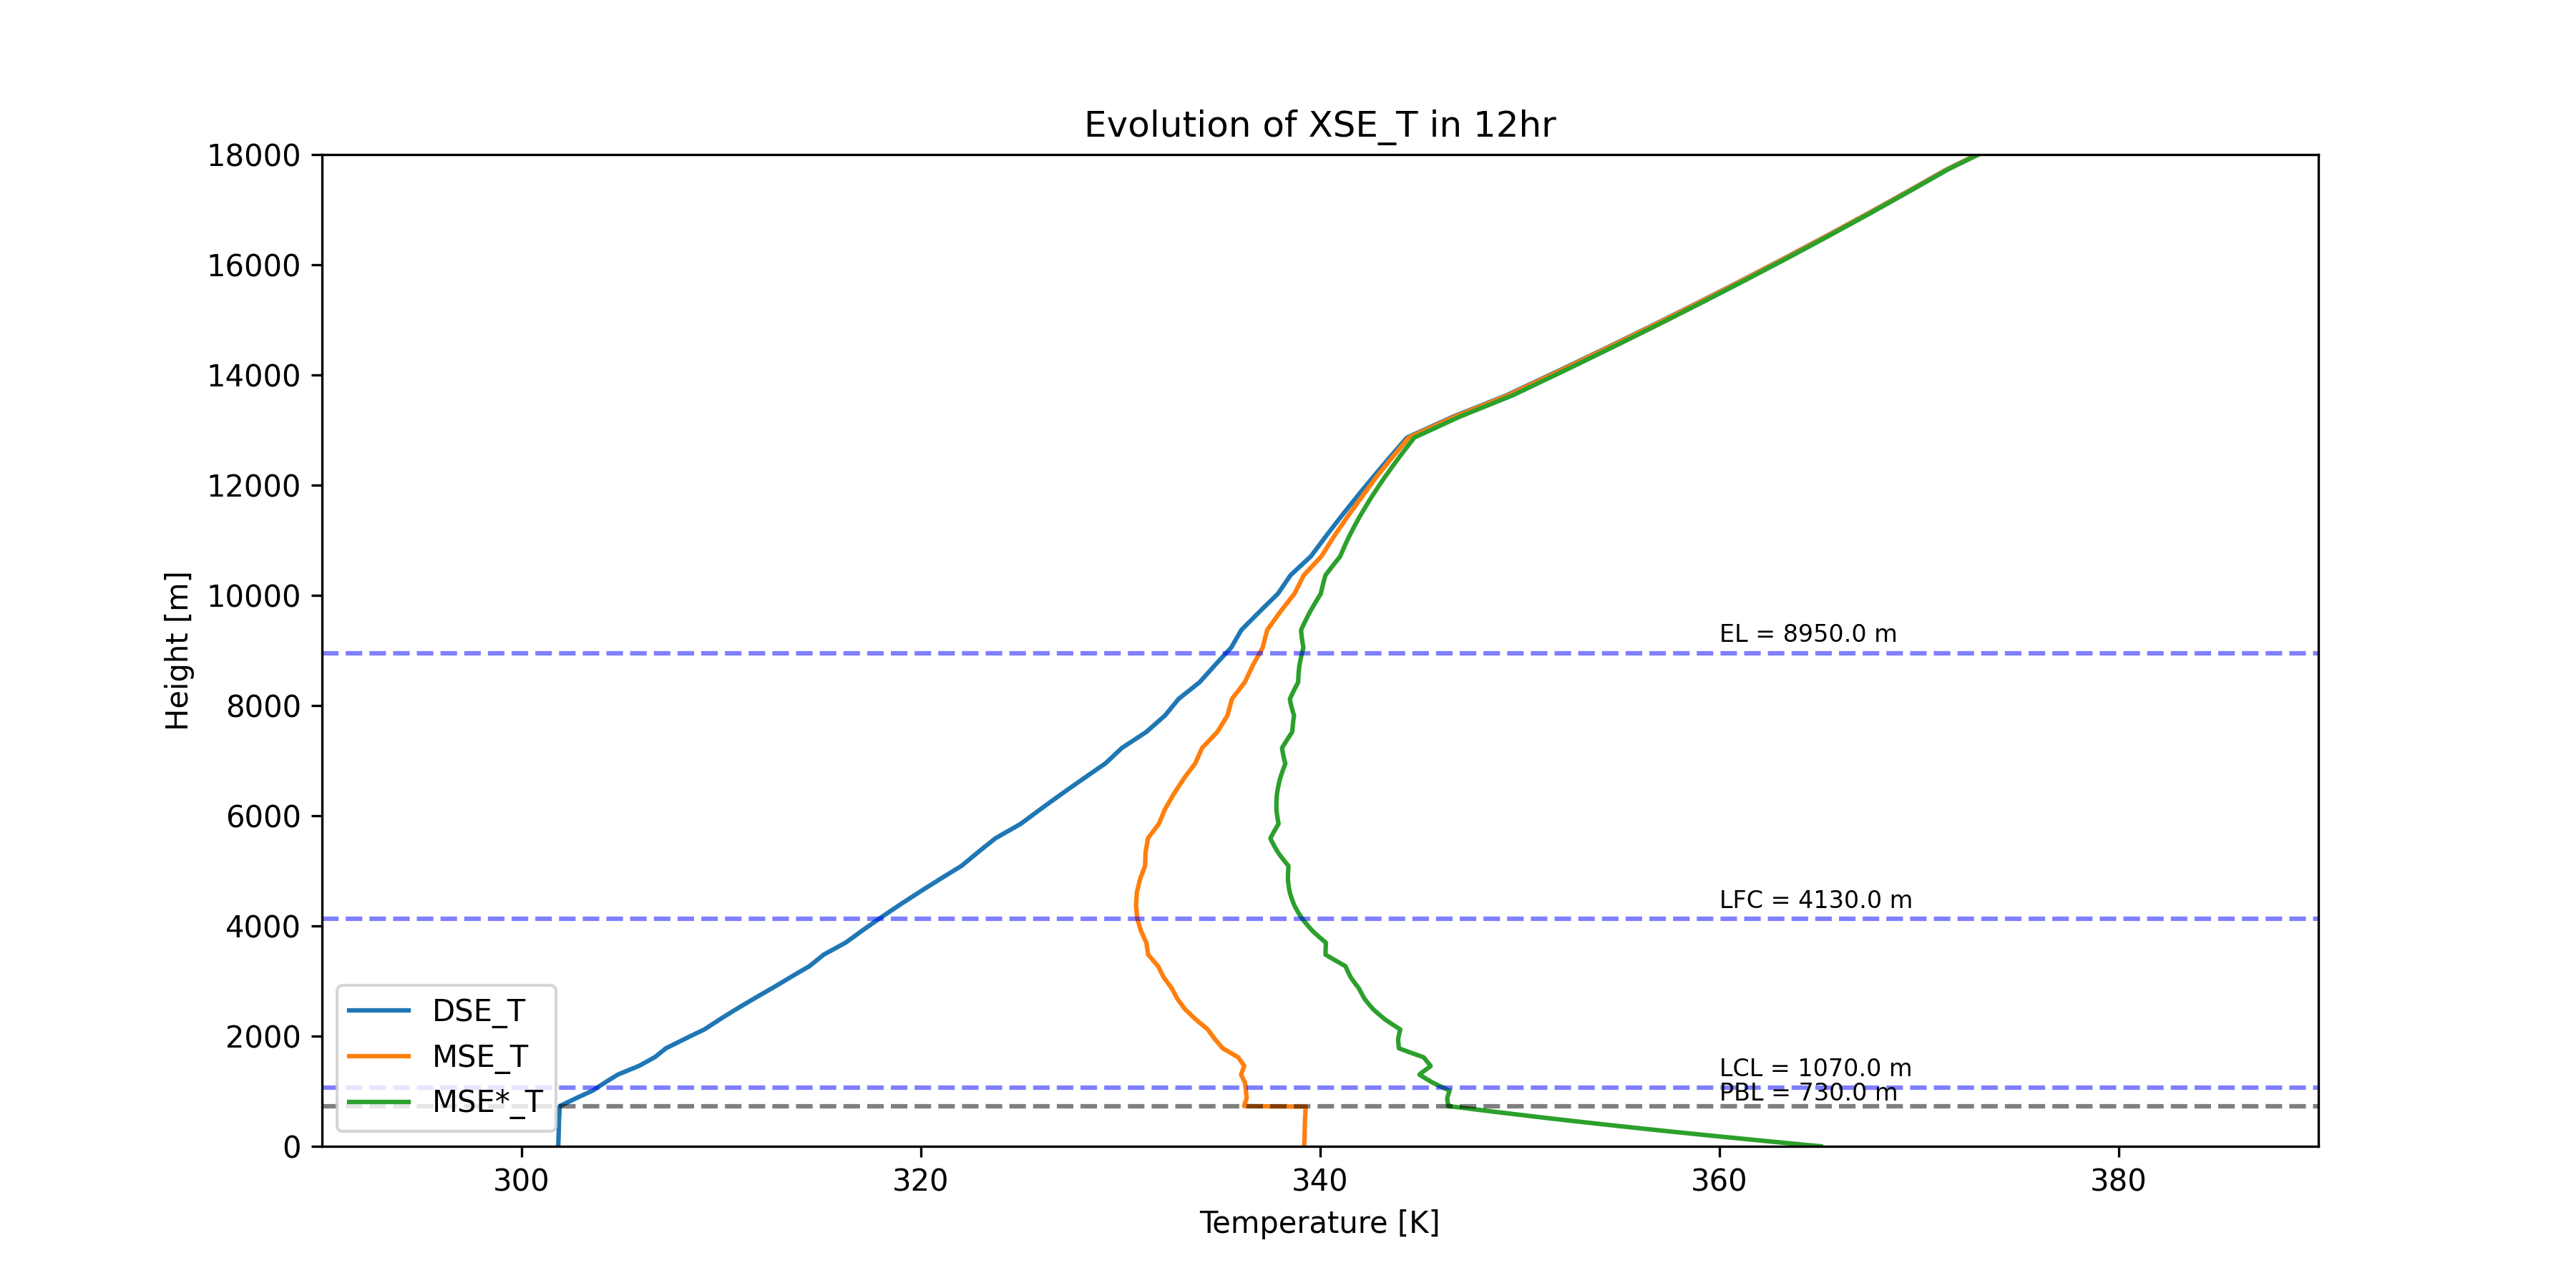 Evolution of XSE_T in 12hr
18000
16000
14000
12000
10000
8000
6000
4000
2000
0
Height [m]
EL = 8950.0 m
LFC = 4130.0 m
LCL = 1070.0 m
PBL = 730.0 m
DSE_T
MSE_T
MSE*_T
300 320 340 360 380
Temperature [K]